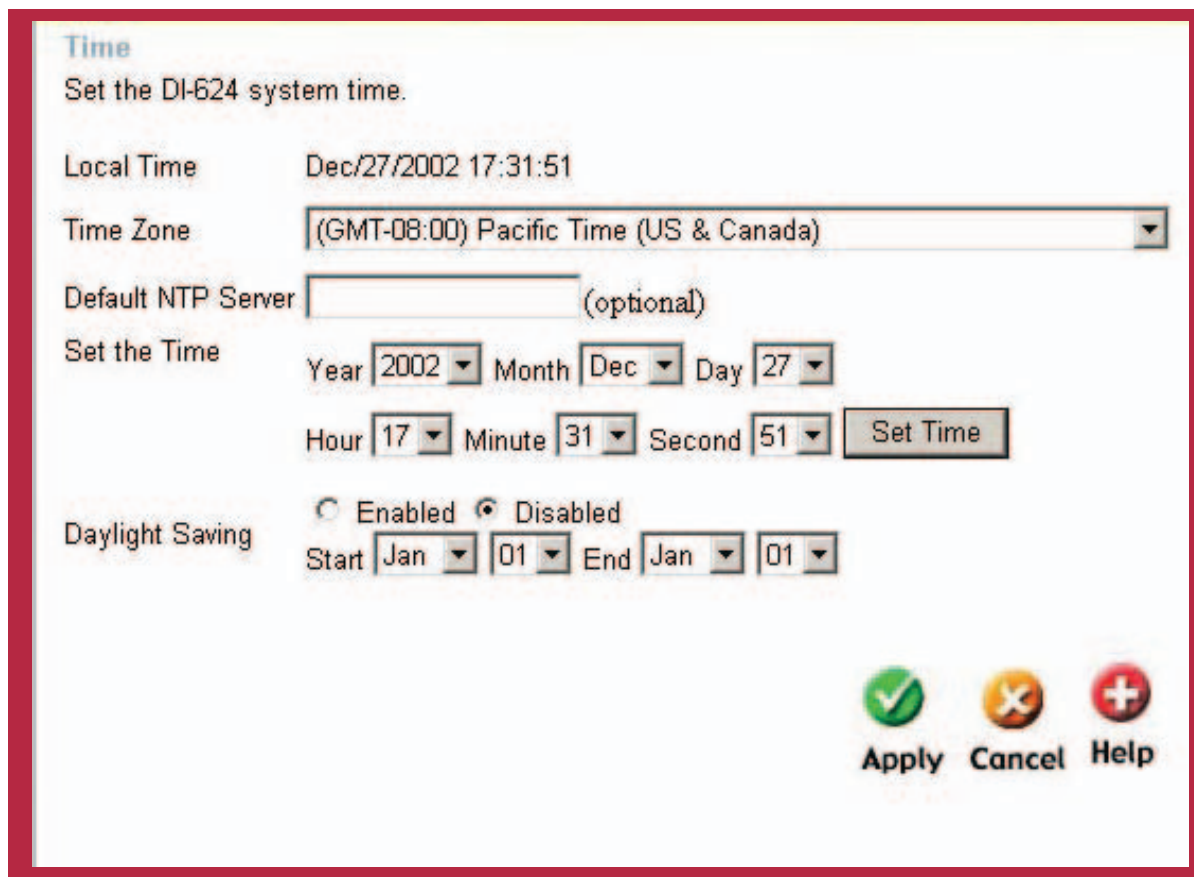 Time
Set the DI-624 system time.
Local Time Dec/27/2002 17:31:51
Time Zone (GMT-08:00) Pacific Time (US & Canada)
Default NTP Server (optional)
Set the Time Year 2002 Month Dec Day 27
Hour 17 Minute 31 Second 51 Set Time
Daylight Saving Enabled Disabled
Start Jan 01 End Jan 01
Apply Cancel Help